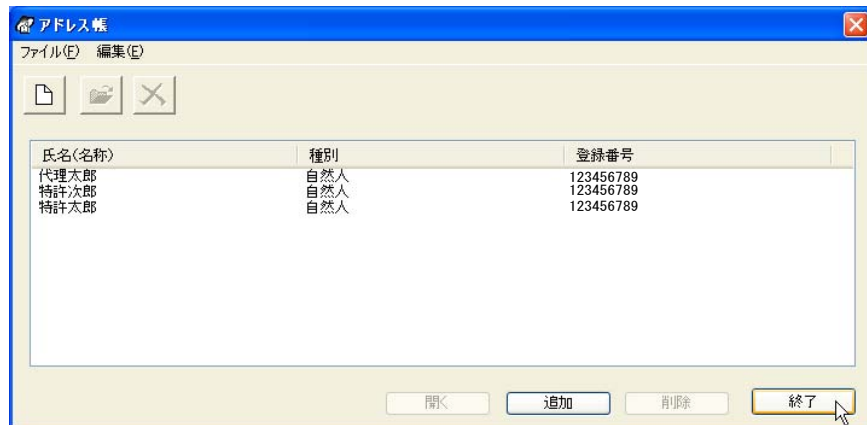 アドレス帳
ファイル(F) 編集(E)
氏名(名称) 種別 登録番号
代理太郎 自然人 123456789
特許次郎 自然人 123456789
特許太郎 自然人 123456789
開く 追加 削除 終了